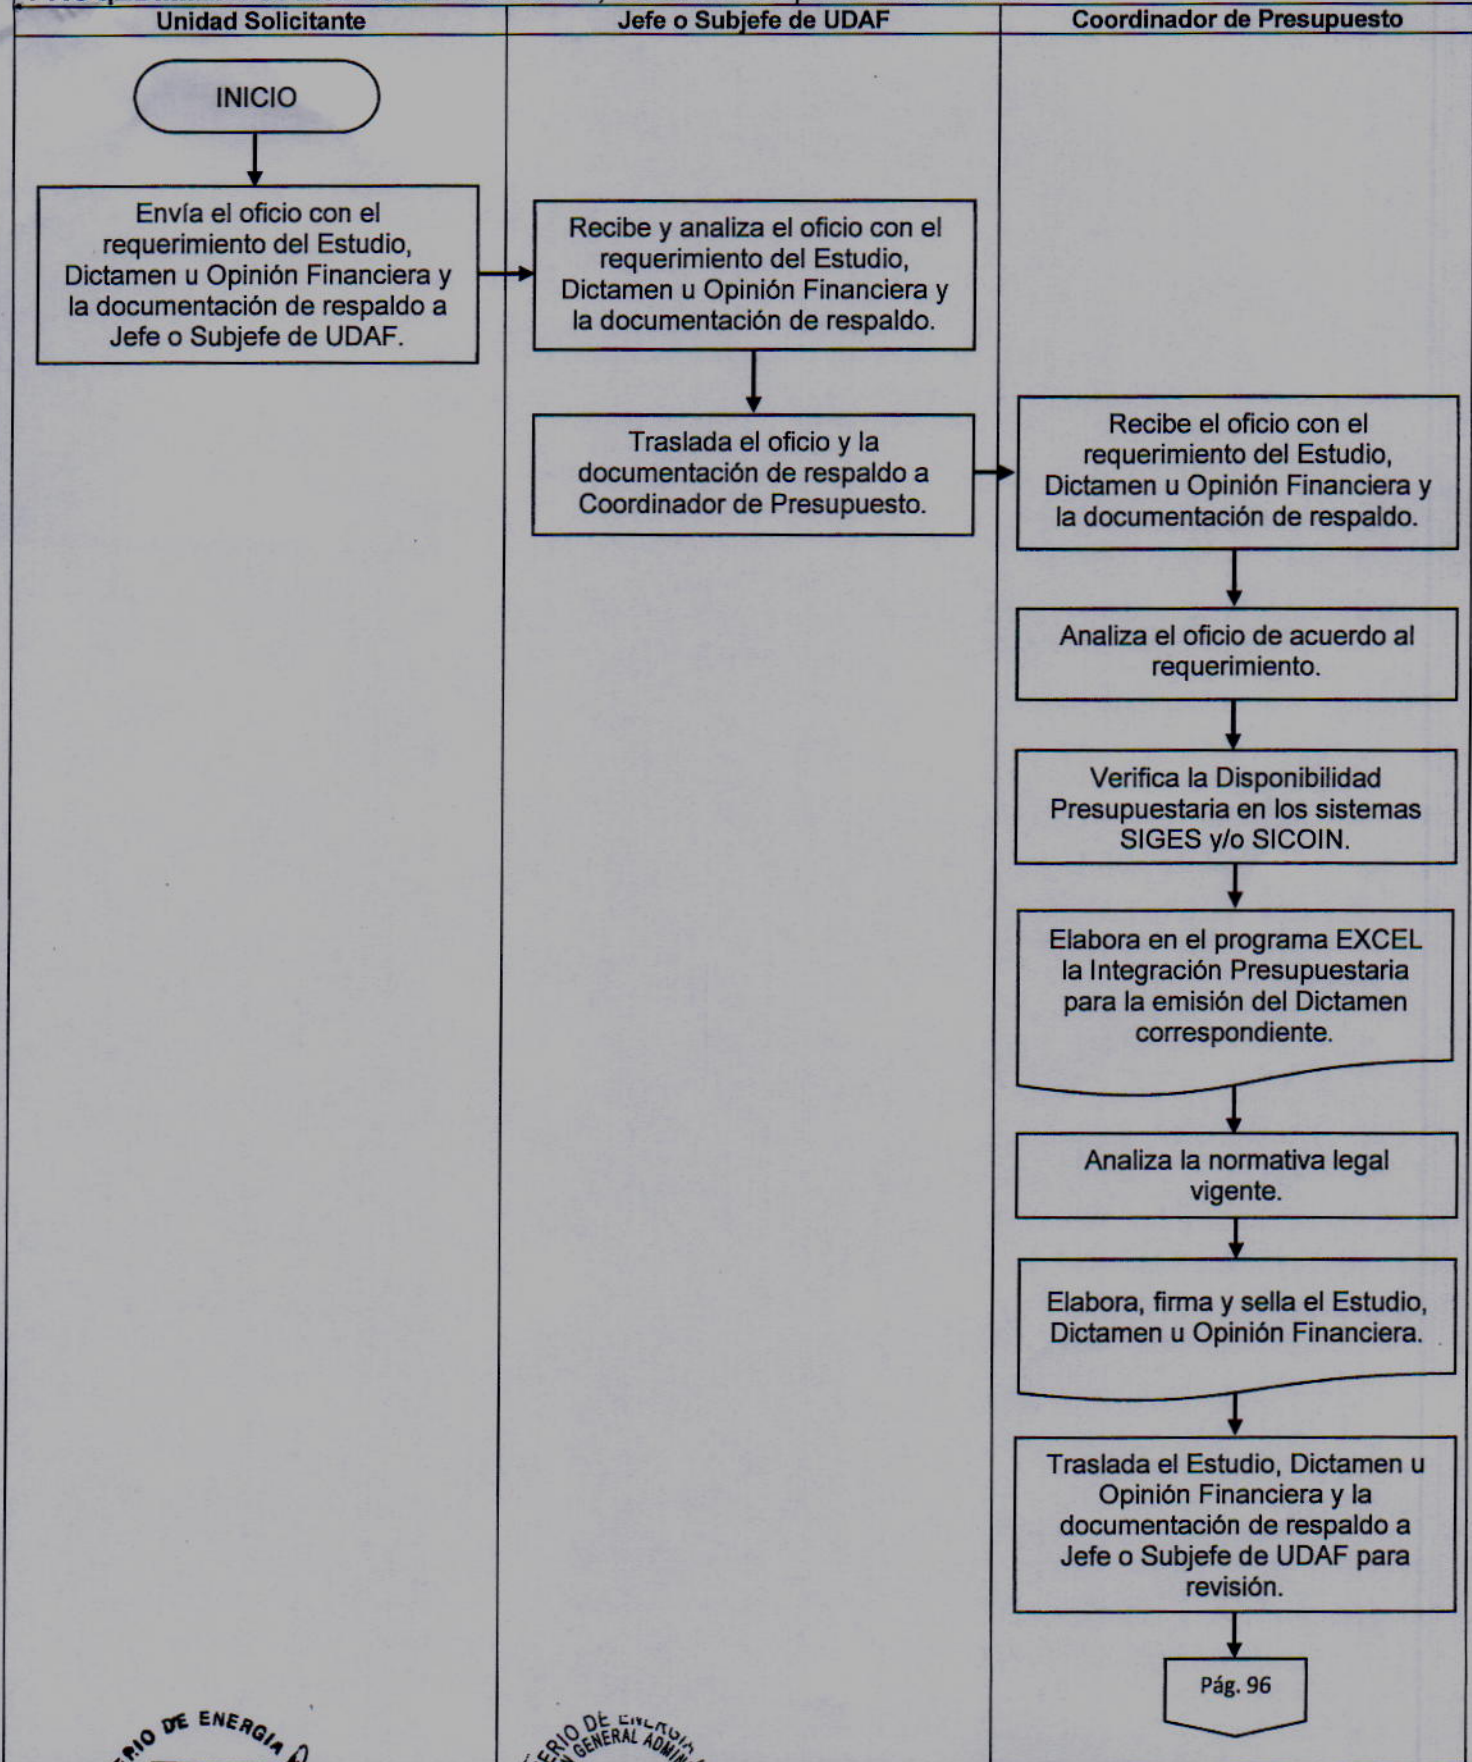 Unidad Solicitante
Jefe o Subjefe de UDAF
Coordinador de Presupuesto
INICIO
Envía el oficio con el
requerimiento del Estudio,
Dictamen u Opinión Financiera y
la documentación de respaldo a
Jefe o Subjefe de UDAF.
Recibe y analiza el oficio con el
requerimiento del Estudio,
Dictamen u Opinión Financiera y
la documentación de respaldo.
Traslada el oficio y la
documentación de respaldo a
Coordinador de Presupuesto.
Recibe el oficio con el
requerimiento del Estudio,
Dictamen u Opinión Financiera y
la documentación de respaldo.
Analiza el oficio de acuerdo al
requerimiento.
Verifica la Disponibilidad
Presupuestaria en los sistemas
SIGES y/o SICOIN.
Elabora en el programa EXCEL
la Integración Presupuestaria
para la emisión del Dictamen
correspondiente.
Analiza la normativa legal
vigente.
Elabora, firma y sella el Estudio,
Dictamen u Opinión Financiera.
Traslada el Estudio, Dictamen u
Opinión Financiera y la
documentación de respaldo a
Jefe o Subjefe de UDAF para
revisión.
Pág. 96
DE ENERGÍA
DE
GENERAL